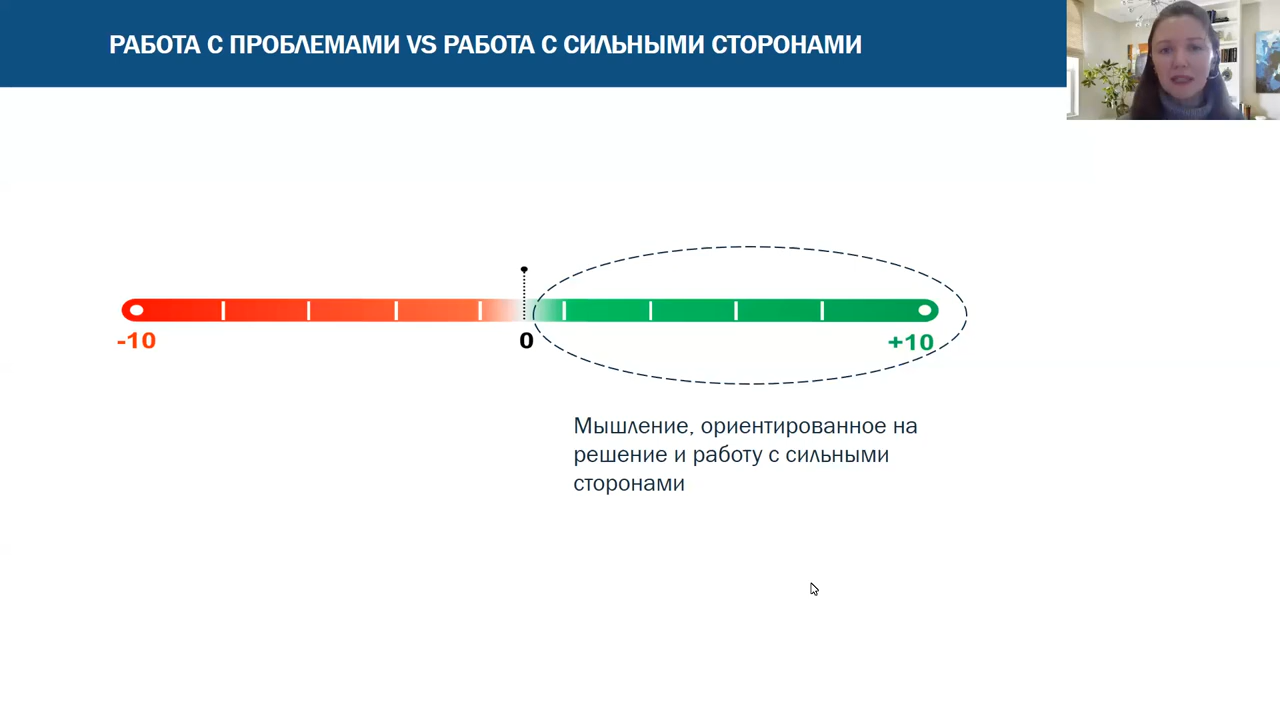 РАБОТА С ПРОБЛЕМАМИ VS РАБОТА С СИЛЬНЫМИ СТОРОНАМИ
-10
0
+10
Мышление, ориентированное на
решение и работу с сильными
сторонами